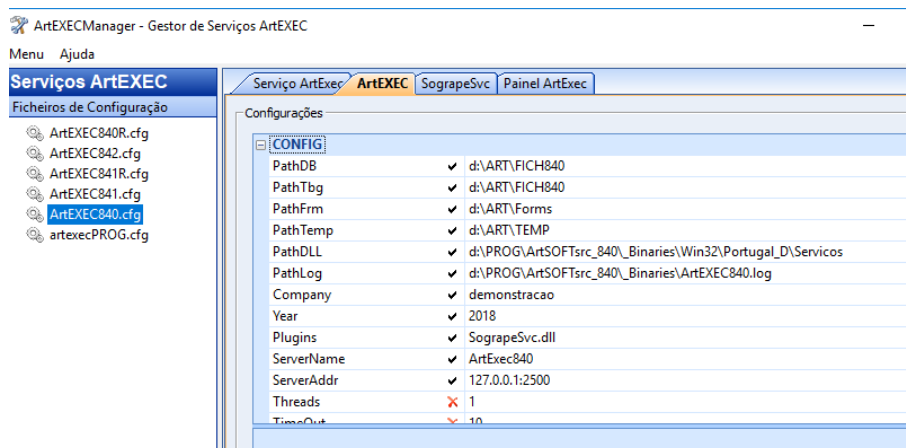 ArtEXECManager - Gestor de Serviços ArtEXEC
Menu Ajuda
Serviços ArtEXEC
Ficheiros de Configuração
ArtEXEC840R.cfg
ArtEXEC842.cfg
ArtEXEC841R.cfg
ArtEXEC841.cfg
ArtEXEC840.cfg
artexecPROG.cfg
Serviço ArtExec ArtEXEC SograpeSvc Painel ArtExec
Configurações
CONFIG
PathDB d:\ART\FICH840
PathTbg d:\ART\FICH840
PathFrm d:\ART\Forms
PathTemp d:\ART\TEMP
PathDLL d:\PROG\ArtSOFTsrc_840\_Binaries\Win32\Portugal_D\Servicos
PathLog d:\PROG\ArtSOFTsrc_840\_Binaries\ArtEXEC840.log
Company demonstracao
Year 2018
Plugins SograpeSvc.dll
ServerName ArtExec840
ServerAddr 127.0.0.1:2500
Threads 1
TimeOut 10